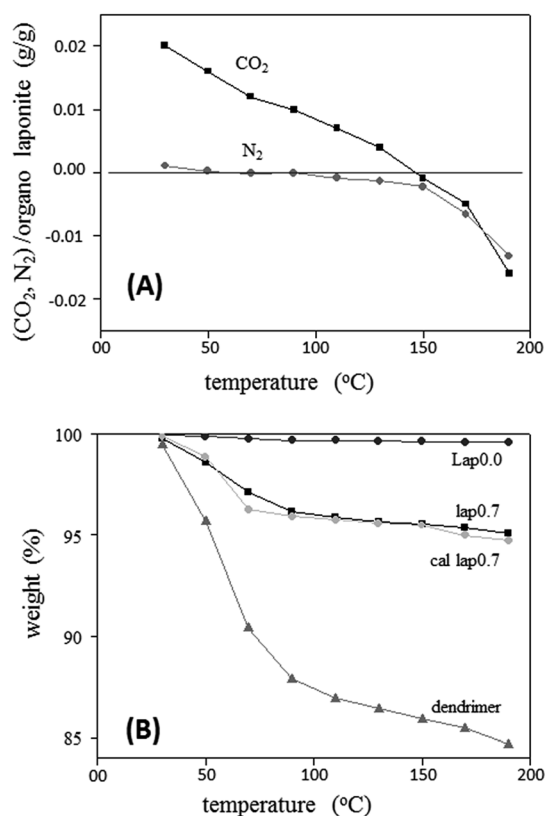 (CO₂, N₂) /organo laponite (g/g)
0.02
0.01
0.00
-0.01
-0.02
CO₂
N₂
(A)
00 50 100 150 200
temperature (°C)
weight (%)
100
95
90
85
Lap0.0
lap0.7
cal lap0.7
dendrimer
(B)
00 50 100 150 200
temperature (°C)